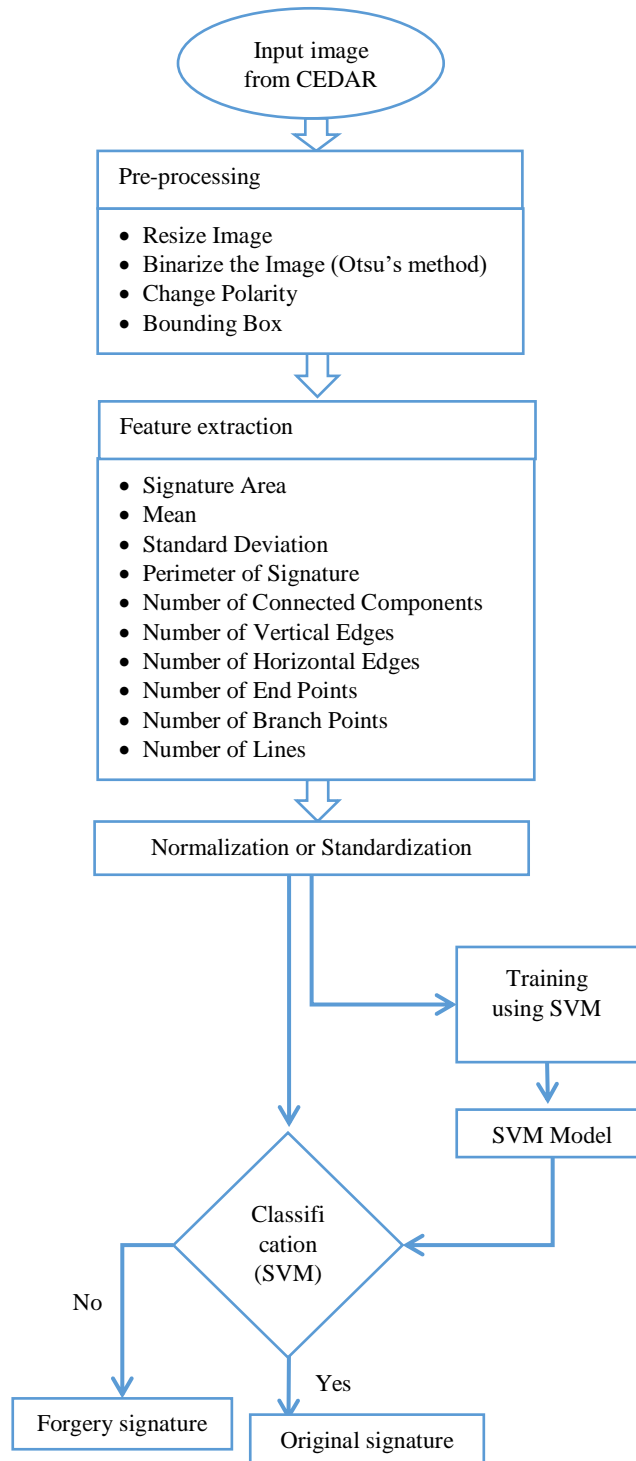 Input image
from CEDAR
Pre-processing
• Resize Image
• Binarize the Image (Otsu’s method)
• Change Polarity
• Bounding Box
Feature extraction
• Signature Area
• Mean
• Standard Deviation
• Perimeter of Signature
• Number of Connected Components
• Number of Vertical Edges
• Number of Horizontal Edges
• Number of End Points
• Number of Branch Points
• Number of Lines
Normalization or Standardization
Training
using SVM
SVM Model
Classifi
cation
(SVM)
No
Yes
Forgery signature
Original signature